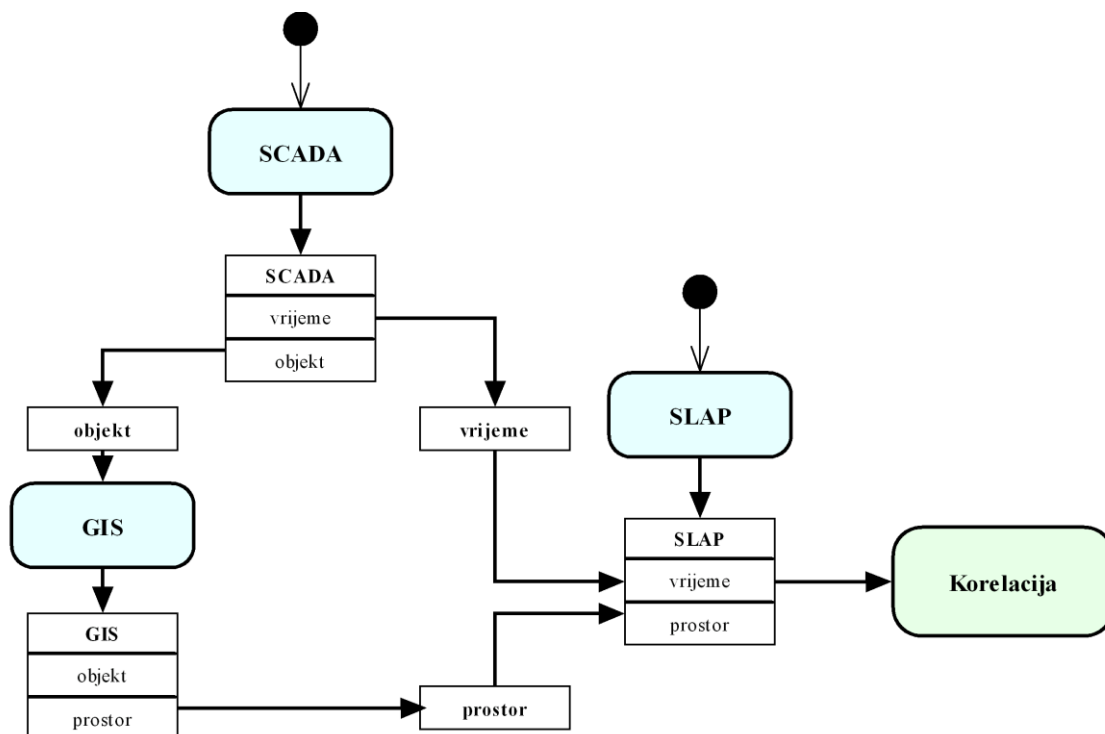 SCADA
SCADA
vrijeme
objekt
objekt
vrijeme
SLAP
GIS
SLAP
vrijeme
prostor
Korelacija
GIS
objekt
prostor
prostor